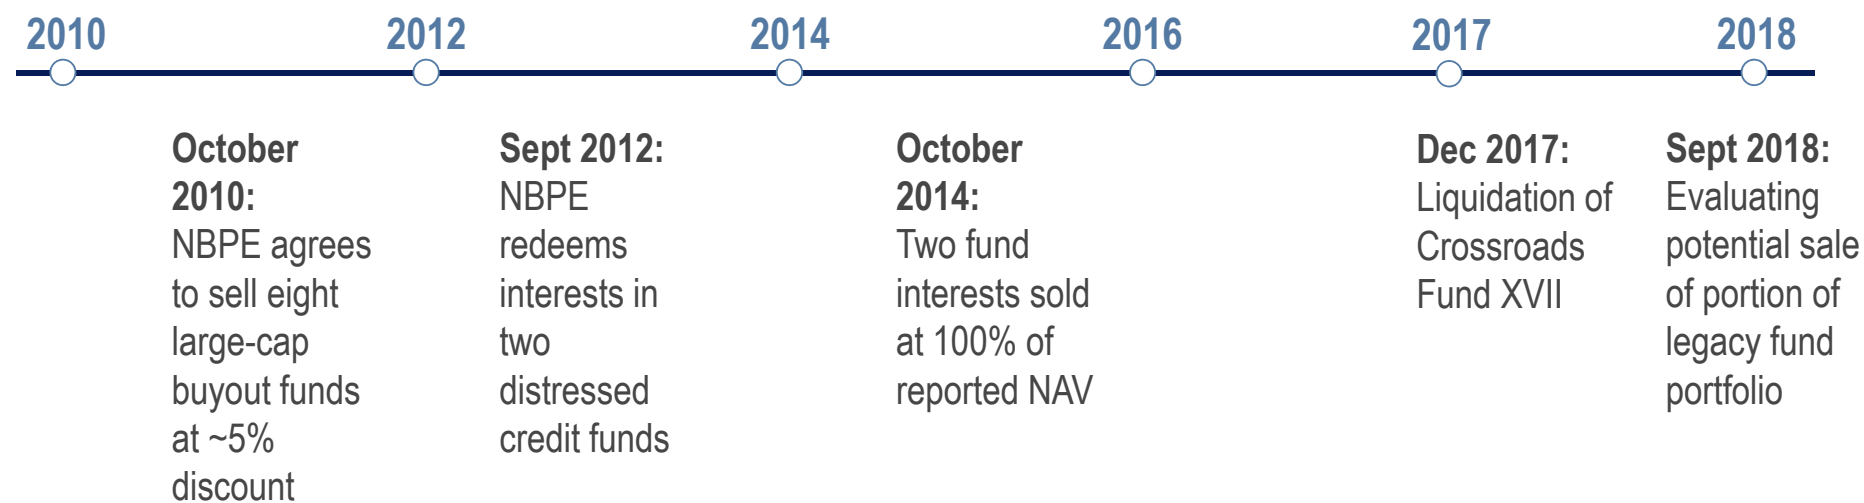 2010
2012
2014
2016
2017
2018
October
2010:
NBPE agrees
to sell eight
large-cap
buyout funds
at ~5%
discount
Sept 2012:
NBPE
redeems
interests in
two
distressed
credit funds
October
2014:
Two fund
interests sold
at 100% of
reported NAV
Dec 2017:
Liquidation of
Crossroads
Fund XVII
Sept 2018:
Evaluating
potential sale
of portion of
legacy fund
portfolio